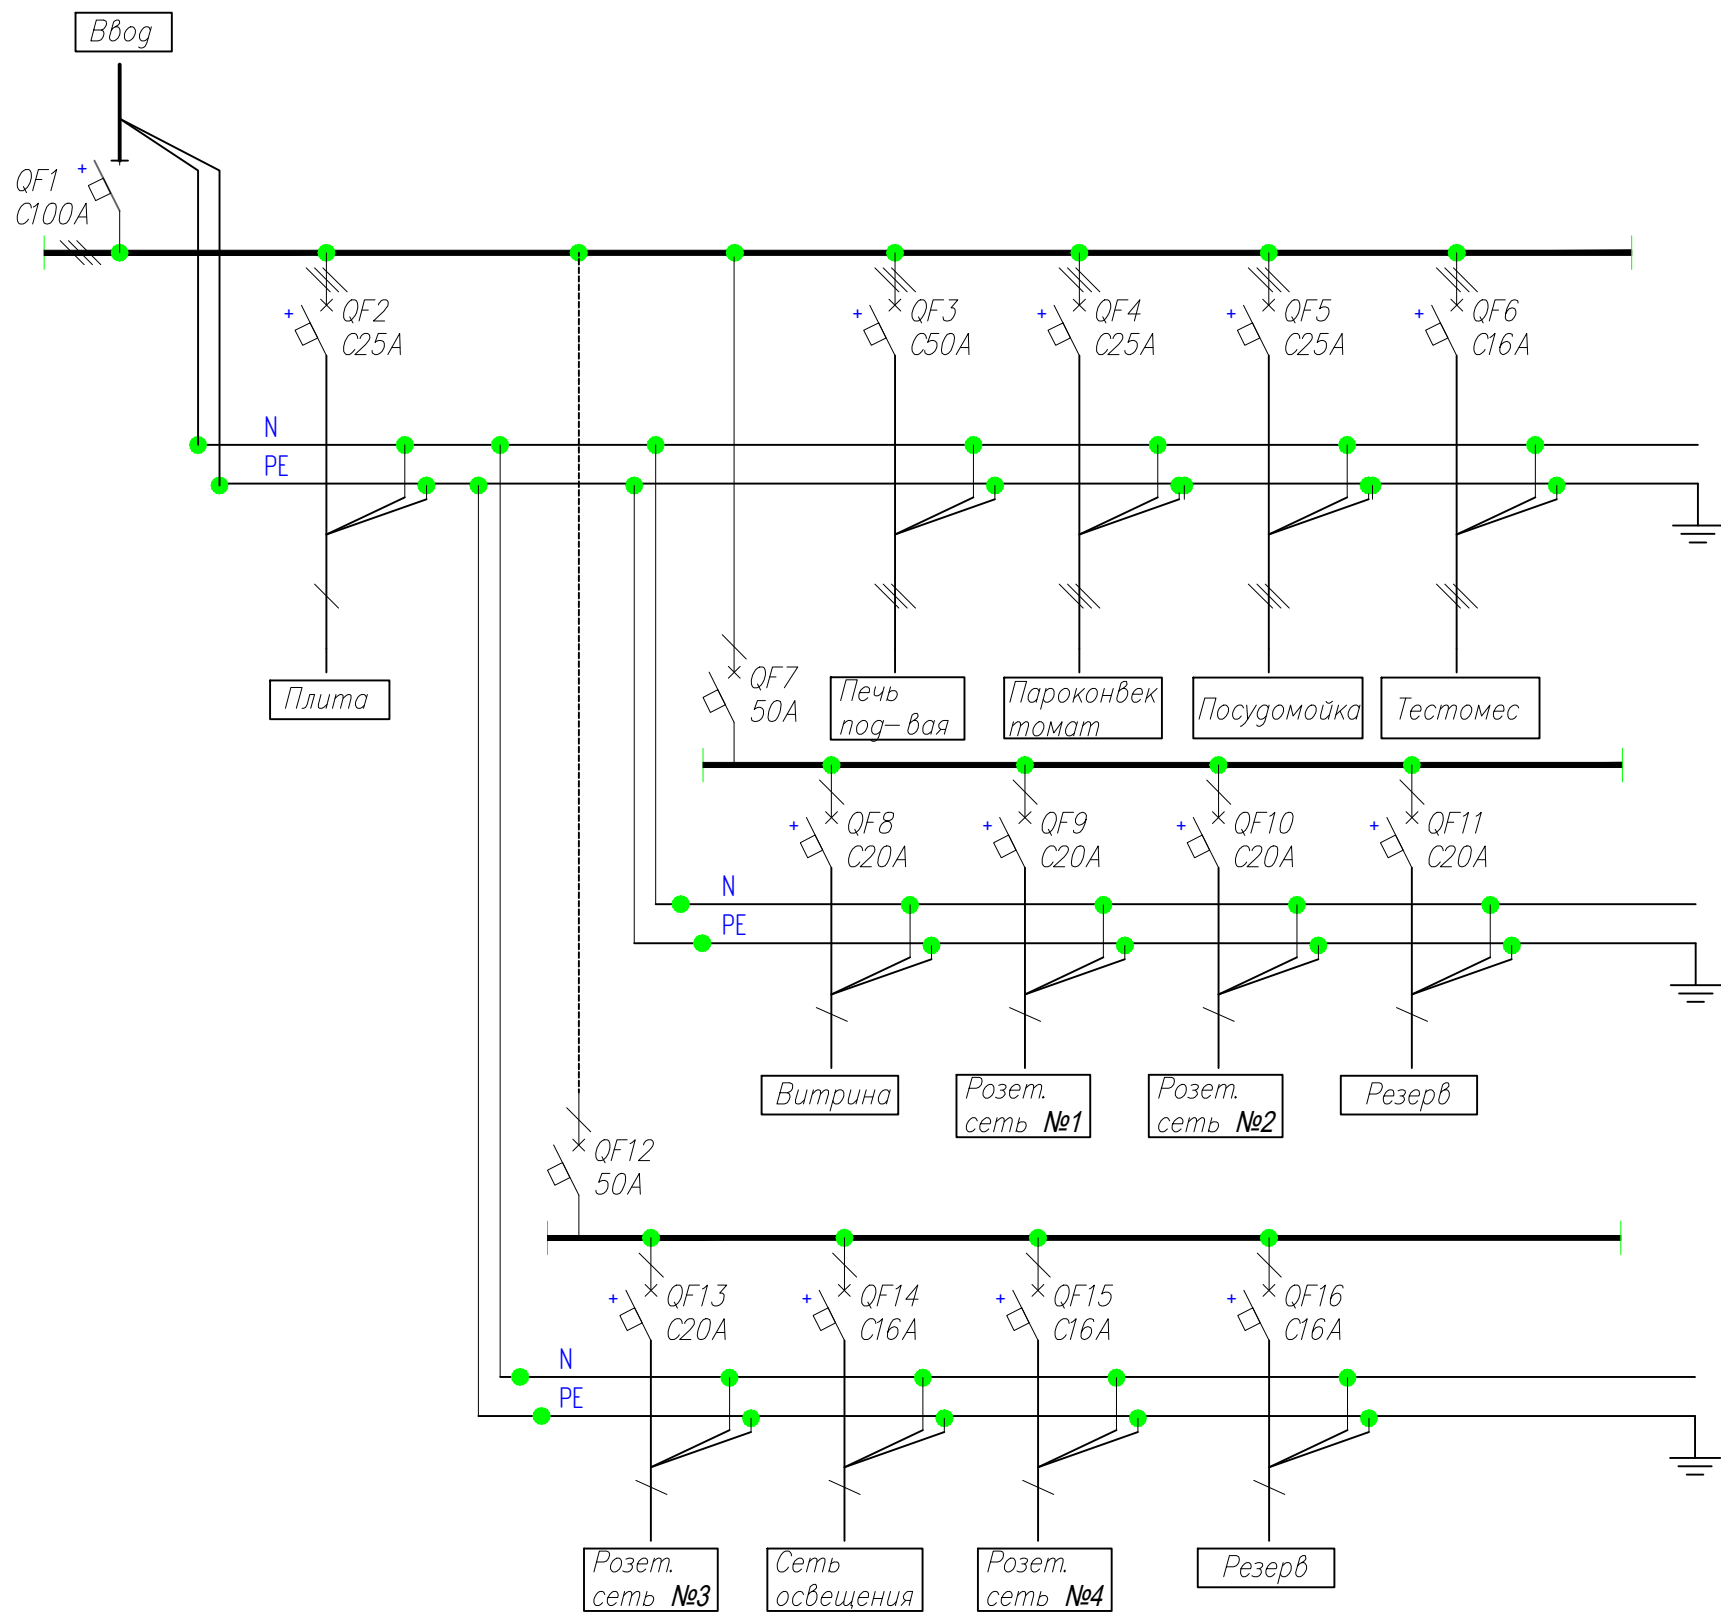 Ввод
QF1
C100A
QF2
C25A
QF3
C50A
QF4
C25A
QF5
C25A
QF6
C16A
N
PE
Плита
QF7
50A
Печь
под-вая
Пароконвек
томат
Посудомойка
Тестомес
QF8
C20A
QF9
C20A
QF10
C20A
QF11
C20A
N
PE
Витрина
Розет.
сеть №1
Розет.
сеть №2
Резерв
QF12
50A
QF13
C20A
QF14
C16A
QF15
C16A
QF16
C16A
N
PE
Розет.
сеть №3
Сеть
освещения
Розет.
сеть №4
Резерв